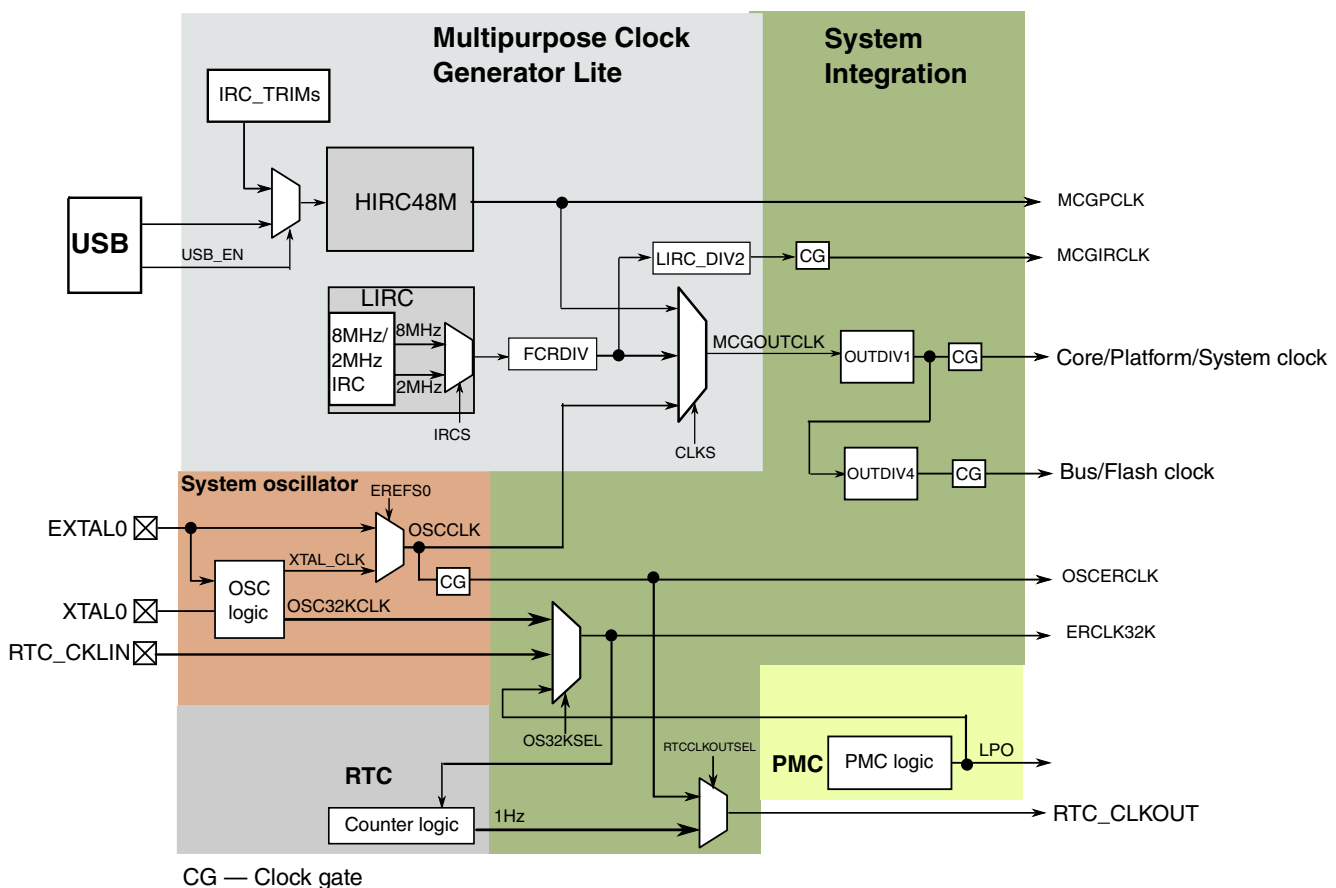 Multipurpose Clock
Generator Lite
System
Integration
IRC_TRIMs
HIRC48M
MCGPCLK
USB
USB_EN
LIRC_DIV2
CG
MCGIRCLK
LIRC
8MHz/
2MHz
IRC
8MHz
2MHz
IRCS
FCRDIV
MCGOUTCLK
CLKS
OUTDIV1
CG
Core/Platform/System clock
OUTDIV4
CG
Bus/Flash clock
System oscillator
EREFS0
EXTAL0
OSCCLK
XTAL_CLK
OSC
logic
CG
OSCERCLK
XTAL0
OSC32KCLK
RTC_CKLIN
ERCLK32K
OS32KSEL
RTCCLKOUTSEL
PMC
PMC logic
LPO
RTC
Counter logic
1Hz
RTC_CLKOUT
CG — Clock gate